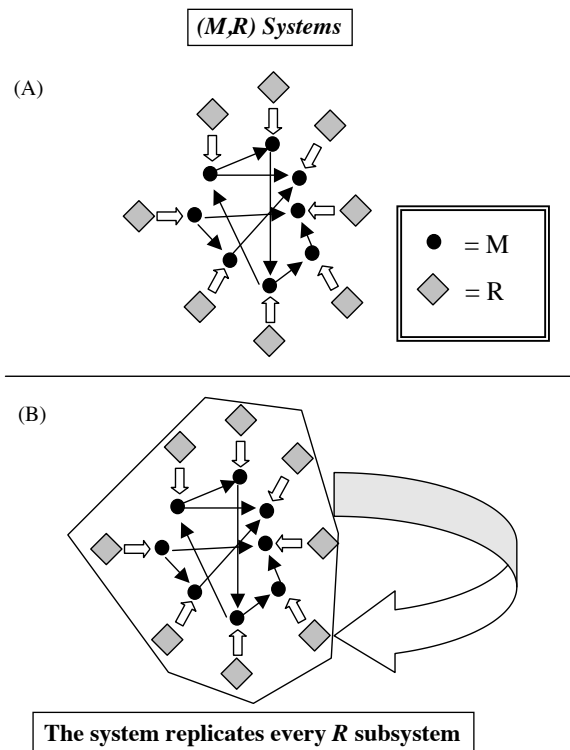 (M,R) Systems
(A)
= M
= R
(B)
The system replicates every R subsystem